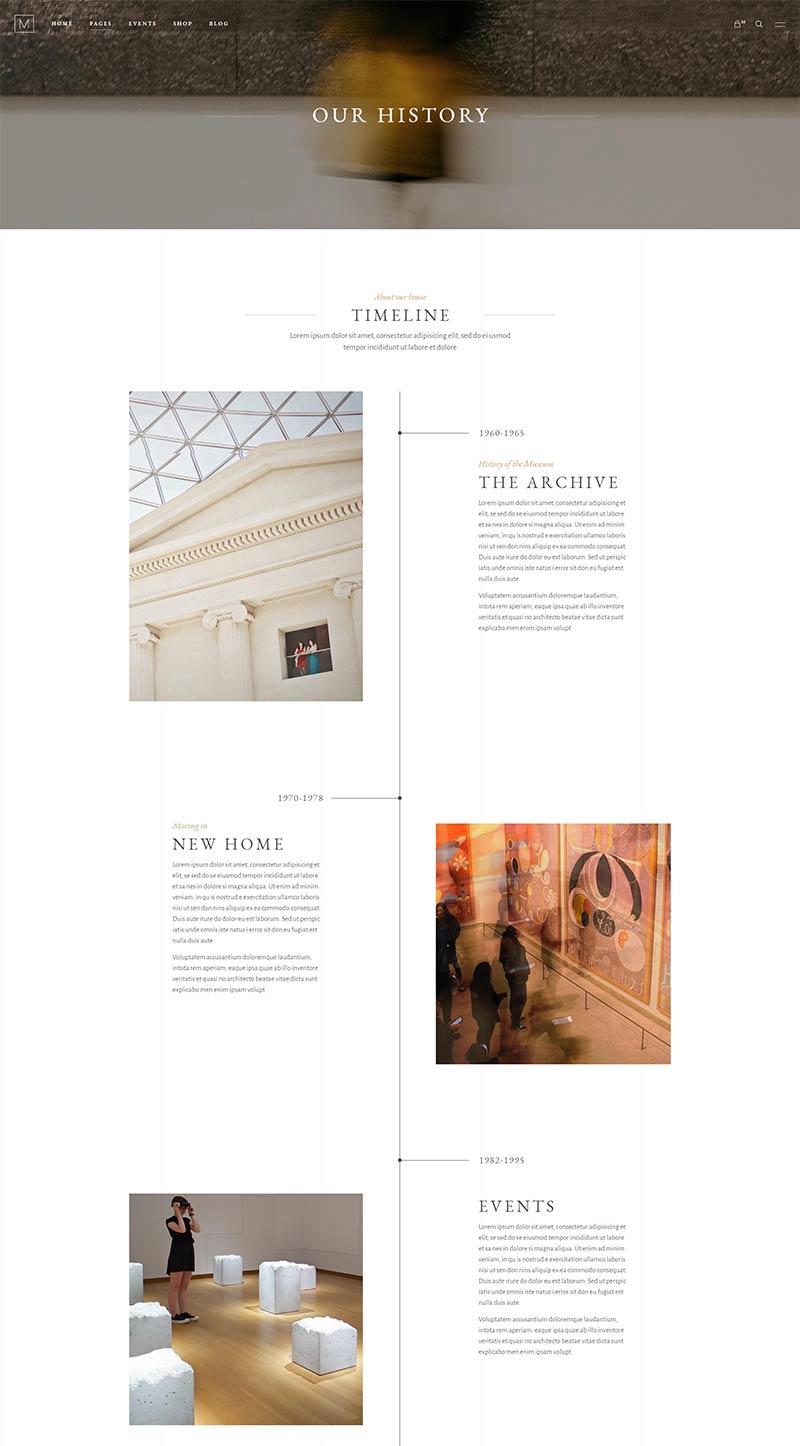 M HOME PAGES EVENTS SHOP BLOG
OUR HISTORY
About our house
TIMELINE
Lorem ipsum dolor sit amet, consectetur adipisicing elit, sed do ei usmod
tempor incididunt ut labore et dolore
1960-1965
History of the Museum
THE ARCHIVE
Lorem ipsum dolor sit amet, consectetur adipisicing et
elit, se sed do se eiusmod tempor incididunt ut labore
et sa nes in dolore si magna aliqua. Ut enim ad minim
veniam, in qu is nostrud e exercitation ullamco laboris
nisi ut sen don nins aliquip ex ea commodo consequat.
Duis aute irure do dolor eu est laborum. Sed ut perspic
iatis unde omnis iste natus i error sit don eu fugiat est
nulla duis aute.
Voluptatem accusantium doloremque laudantium,
intota rem aperiam, eaque ipsa quae ab illo inventore
veritatis et quasi no architecto beatae vitae dicta sunt
explicabo men enim ipsam volupt
1970-1978
Moving in
NEW HOME
Lorem ipsum dolor sit amet, consectetur adipisicing et
elit, se sed do se eiusmod tempor incididunt ut labore
et sa nes in dolore si magna aliqua. Ut enim ad minim
veniam, in qu is nostrud e exercitation ullamco laboris
nisi ut sen don nins aliquip ex ea commodo consequat.
Duis aute irure do dolor eu est laborum. Sed ut perspic
iatis unde omnis iste natus i error sit don eu fugiat est
nulla duis aute.
Voluptatem accusantium doloremque laudantium,
intota rem aperiam, eaque ipsa quae ab illo inventore
veritatis et quasi no architecto beatae vitae dicta sunt
explicabo men enim ipsam volupt
1982-1995
EVENTS
Lorem ipsum dolor sit amet, consectetur adipisicing et
elit, se sed do se eiusmod tempor incididunt ut labore
et sa nes in dolore si magna aliqua. Ut enim ad minim
veniam, in qu is nostrud e exercitation ullamco laboris
nisi ut sen don nins aliquip ex ea commodo consequat.
Duis aute irure do dolor eu est laborum. Sed ut perspic
iatis unde omnis iste natus i error sit don eu fugiat est
nulla duis aute.
Voluptatem accusantium doloremque laudantium,
intota rem aperiam, eaque ipsa quae ab illo inventore
veritatis et quasi no architecto beatae vitae dicta sunt
explicabo men enim ipsam volupt